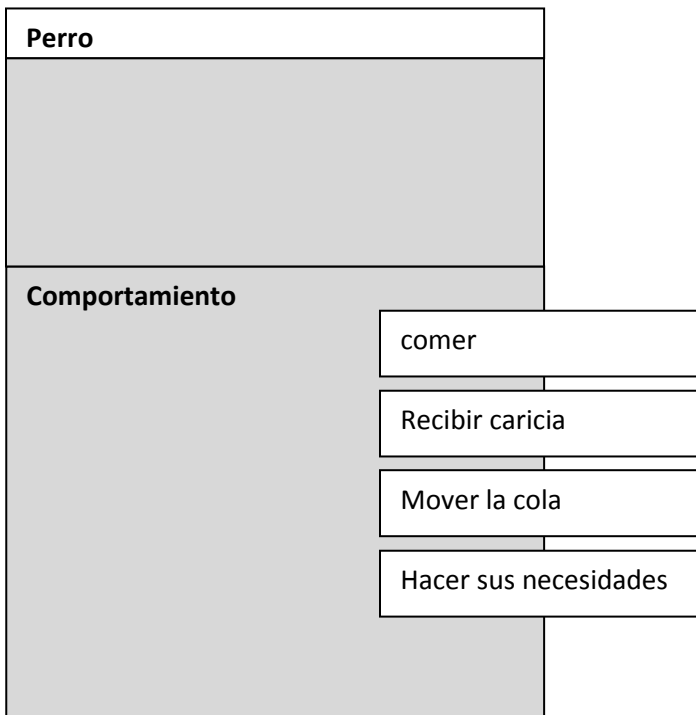 Perro
Comportamiento
comer
Recibir caricia
Mover la cola
Hacer sus necesidades